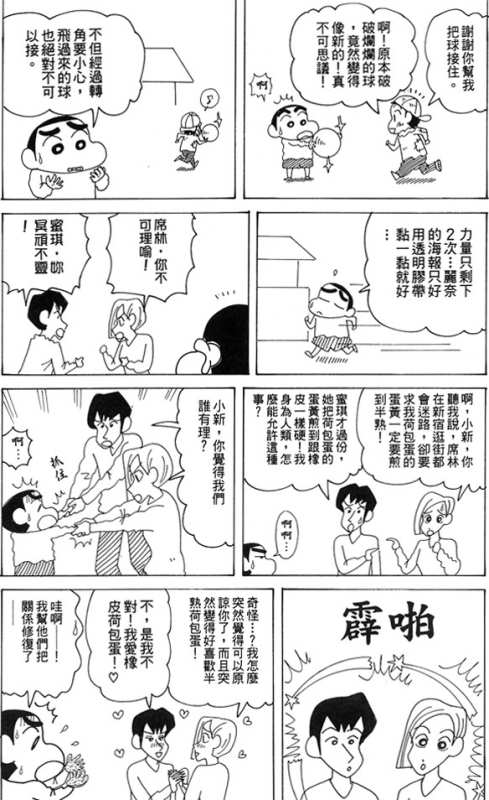 謝謝你幫我
把球接住。
啊！原本破
破爛爛的球
，竟然變得
像新的！真
不可思議！
啊
不但經過轉
角要小心，
飛過來的球
也絕對不可
以接。
力量只剩下
2次…麗奈
的海報只好
用透明膠帶
黏一黏就好
…
席林，你不
可理喻！
蜜琪，妳
冥頑不靈
！
啊，小新，你
聽我說，席林
在新宿逛街都
會迷路，卻要
求我荷包蛋的
蛋黃一定要煎
到半熟！
蜜琪才過份，
她把荷包蛋的
蛋黃煎到跟橡
皮一樣硬！我
身為人類，怎
麼能允許這種
事？
啊啊…
小新，你覺得我們
誰有理？
抓住
啊…
啪霹
奇怪…？我怎麼
突然覺得可以原
諒你了，而且突
然變得好喜歡半
熟荷包蛋！
不，是我不
對！我愛橡
皮荷包蛋！♡
哇啊——！
我幫他們把
關係修復了
——！